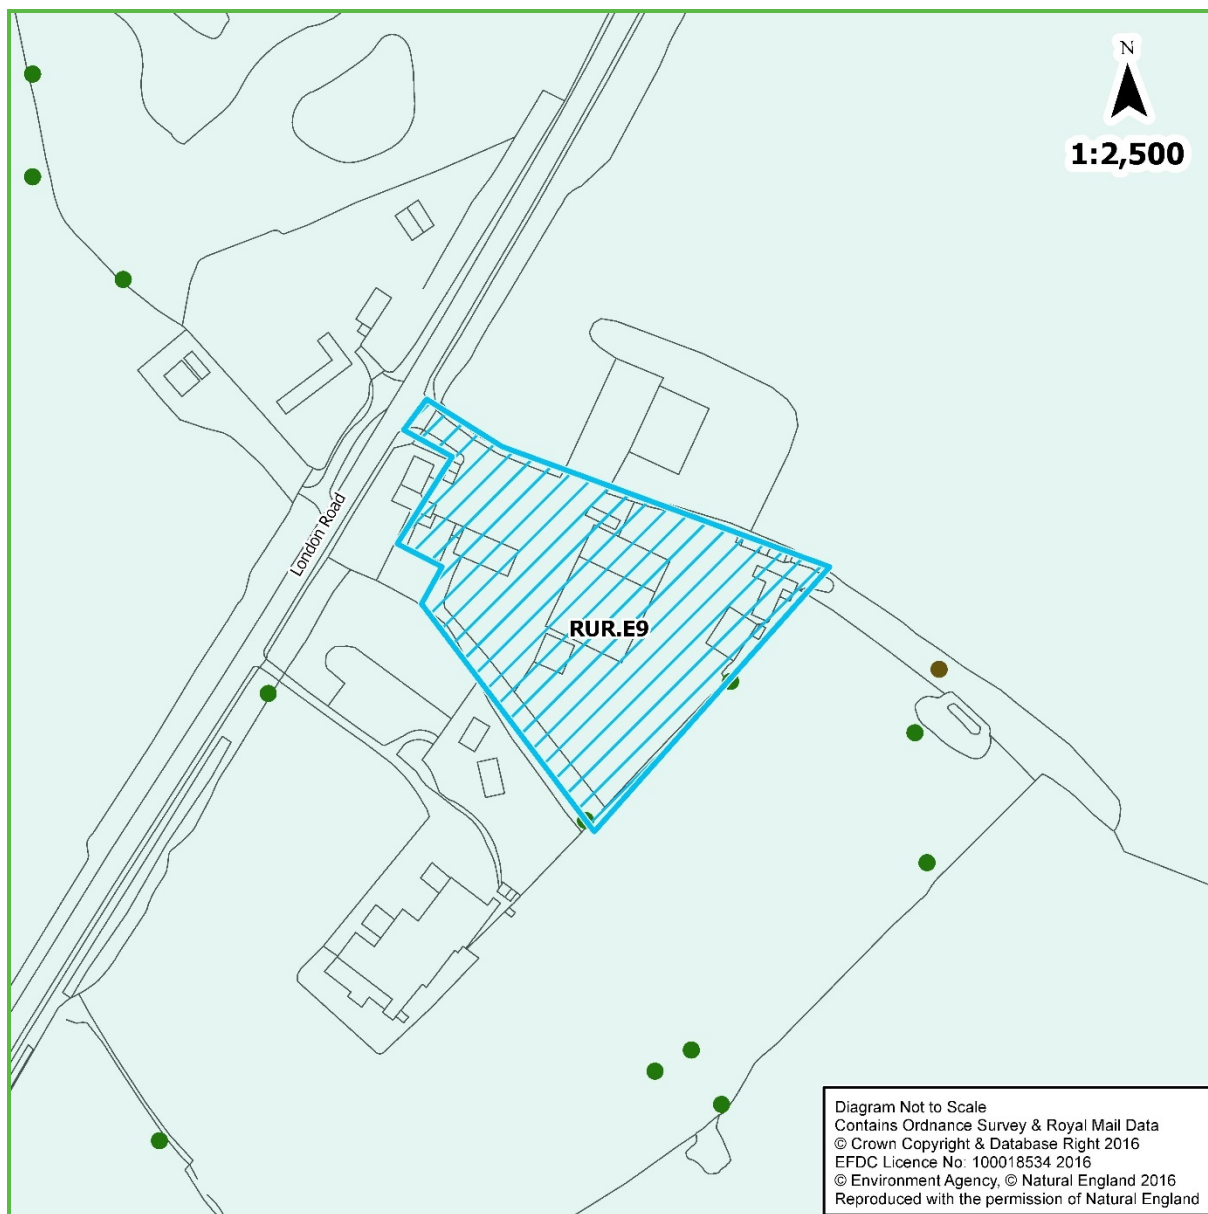 N
1:2,500
London Road
RUR.E9
Diagram Not to Scale
Contains Ordnance Survey & Royal Mail Data
© Crown Copyright & Database Right 2016
EFDC Licence No: 100018534 2016
© Environment Agency, © Natural England 2016
Reproduced with the permission of Natural England